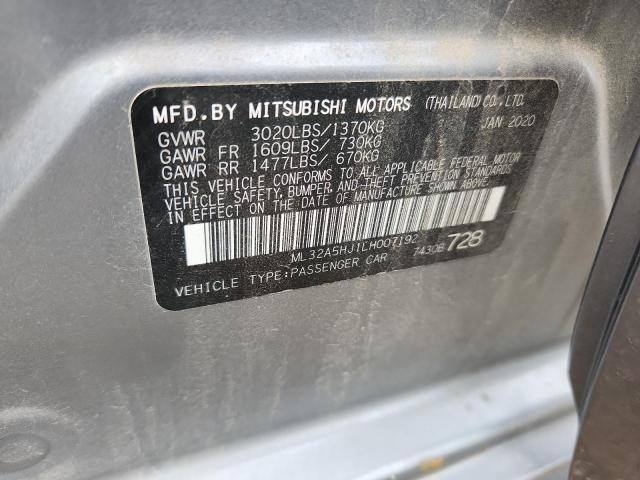 MFD.BY MITSUBISHI MOTORS (THAILAND)CO.,LTD.
GVWR 3020LBS/1370KG JAN 2020
GAWR FR 1609LBS/ 730KG
GAWR RR 1477LBS/ 670KG
THIS VEHICLE CONFORMS TO ALL APPLICABLE FEDERAL MOTOR
VEHICLE SAFETY, BUMPER, AND THEFT PREVENTION STANDARDS
IN EFFECT ON THE DATE OF MANUFACTURE SHOWN ABOVE.
ML32A5HJ1LH007192
7430B 728
VEHICLE TYPE:PASSENGER CAR